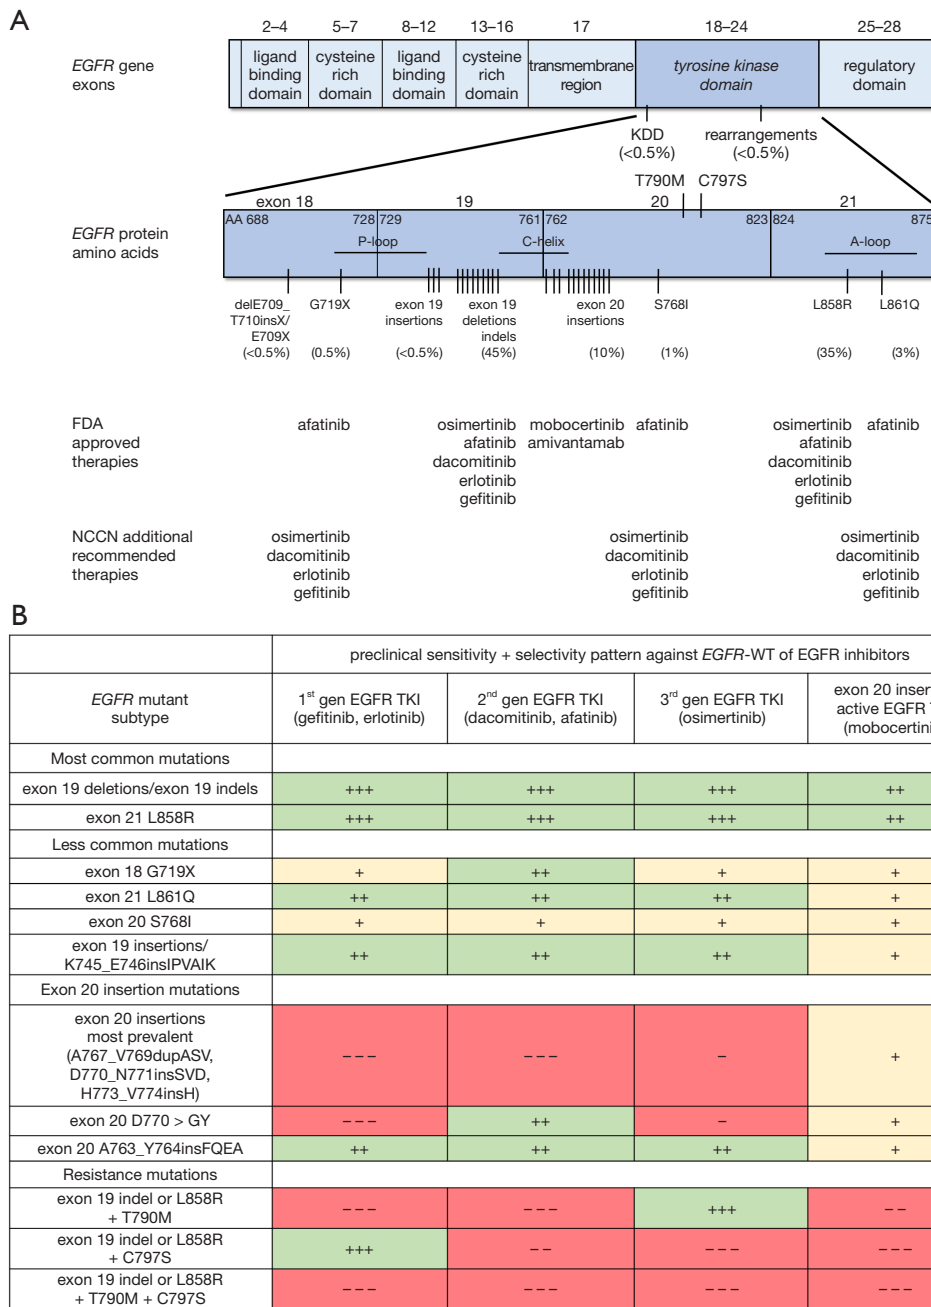 A
2–4 5–7 8–12 13–16 17 18–24 25–28
EGFR gene
exons
ligand
binding
domain
cysteine
rich
domain
ligand
binding
domain
cysteine
rich
domain
transmembrane
region
tyrosine kinase
domain
regulatory
domain
KDD
(<0.5%)
rearrangements
(<0.5%)
T790M C797S
exon 18 19 20 21
EGFR protein
amino acids
AA 688 728 729 761 762 823 824 875
P-loop C-helix A-loop
delE709_
T710insX/
E709X
(<0.5%)
G719X
(0.5%)
exon 19
insertions
(<0.5%)
exon 19
deletions
indels
(45%)
exon 20
insertions
(10%)
S768I
(1%)
L858R
(35%)
L861Q
(3%)
FDA
approved
therapies
afatinib
osimertinib
afatinib
dacomitinib
erlotinib
gefitinib
mobocertinib
amivantamab
afatinib
osimertinib
afatinib
dacomitinib
erlotinib
gefitinib
afatinib
NCCN additional
recommended
therapies
osimertinib
dacomitinib
erlotinib
gefitinib
osimertinib
dacomitinib
erlotinib
gefitinib
osimertinib
dacomitinib
erlotinib
gefitinib
B
preclinical sensitivity + selectivity pattern against EGFR-WT of EGFR inhibitors
EGFR mutant
subtype
1st gen EGFR TKI
(gefitinib, erlotinib)
2nd gen EGFR TKI
(dacomitinib, afatinib)
3rd gen EGFR TKI
(osimertinib)
exon 20
active EGFR
Most common mutations
exon 19 deletions/exon 19 indels +++ +++ +++ ++
exon 21 L858R +++ +++ +++ ++
Less common mutations
exon 18 G719X + ++ + +
exon 21 L861Q ++ ++ ++ +
exon 20 S768I + + + +
exon 19 insertions/
K745_E746insIPVAIK
++ ++ ++ +
Exon 20 insertion mutations
exon 20 insertions
most prevalent
(A767_V769dupASV,
D770_N771insSVD,
H773_V774insH)
– – – – – – – +
exon 20 D770 > GY – – – ++ – +
exon 20 A763_Y764insFQEA ++ ++ ++ +
Resistance mutations
exon 19 indel or L858R
+ T790M
– – – – – – +++ – –
exon 19 indel or L858R
+ C797S
+++ – – – – – – – –
exon 19 indel or L858R
+ T790M + C797S
– – – – – – – – – – – –